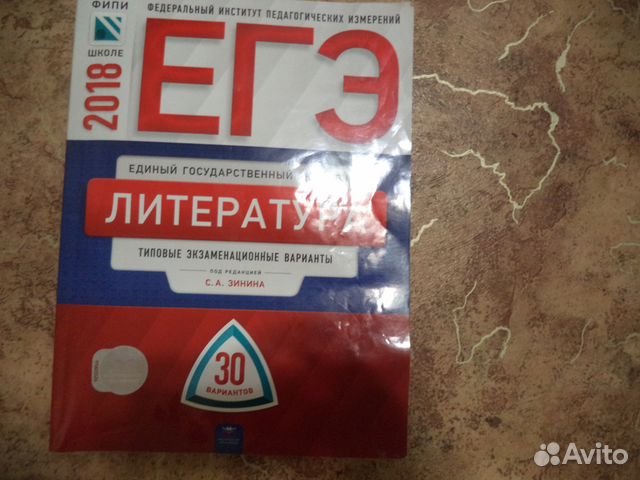 ФИПИ
ШКОЛЕ
ФЕДЕРАЛЬНЫЙ ИНСТИТУТ ПЕДАГОГИЧЕСКИХ ИЗМЕРЕНИЙ
2018
ЕГЭ
ЕДИНЫЙ ГОСУДАРСТВЕННЫЙ
ЛИТЕРАТУРА
ТИПОВЫЕ ЭКЗАМЕНАЦИОННЫЕ ВАРИАНТЫ
ПОД РЕДАКЦИЕЙ
С. А. ЗИНИНА
30
ВАРИАНТОВ
Avito